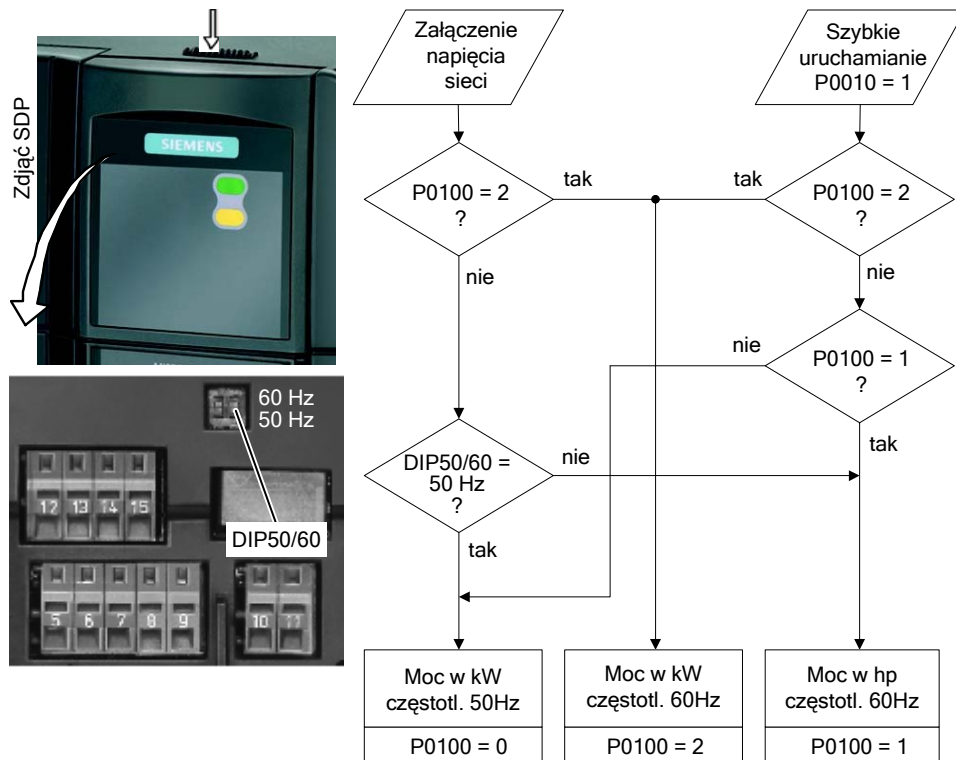 Zdjąć SDP
SIEMENS
60 Hz
50 Hz
12 13 14 15
DIP50/60
5 6 7 8 9
10 11
Załączenie
napięcia
sieci
Szybkie
uruchamianie
P0010 = 1
P0100 = 2
?
tak
tak
P0100 = 2
?
nie
nie
nie
P0100 = 1
?
tak
DIP50/60 =
50 Hz
?
nie
tak
Moc w kW
częstotl. 50Hz
P0100 = 0
Moc w kW
częstotl. 60Hz
P0100 = 2
Moc w hp
częstotl. 60Hz
P0100 = 1